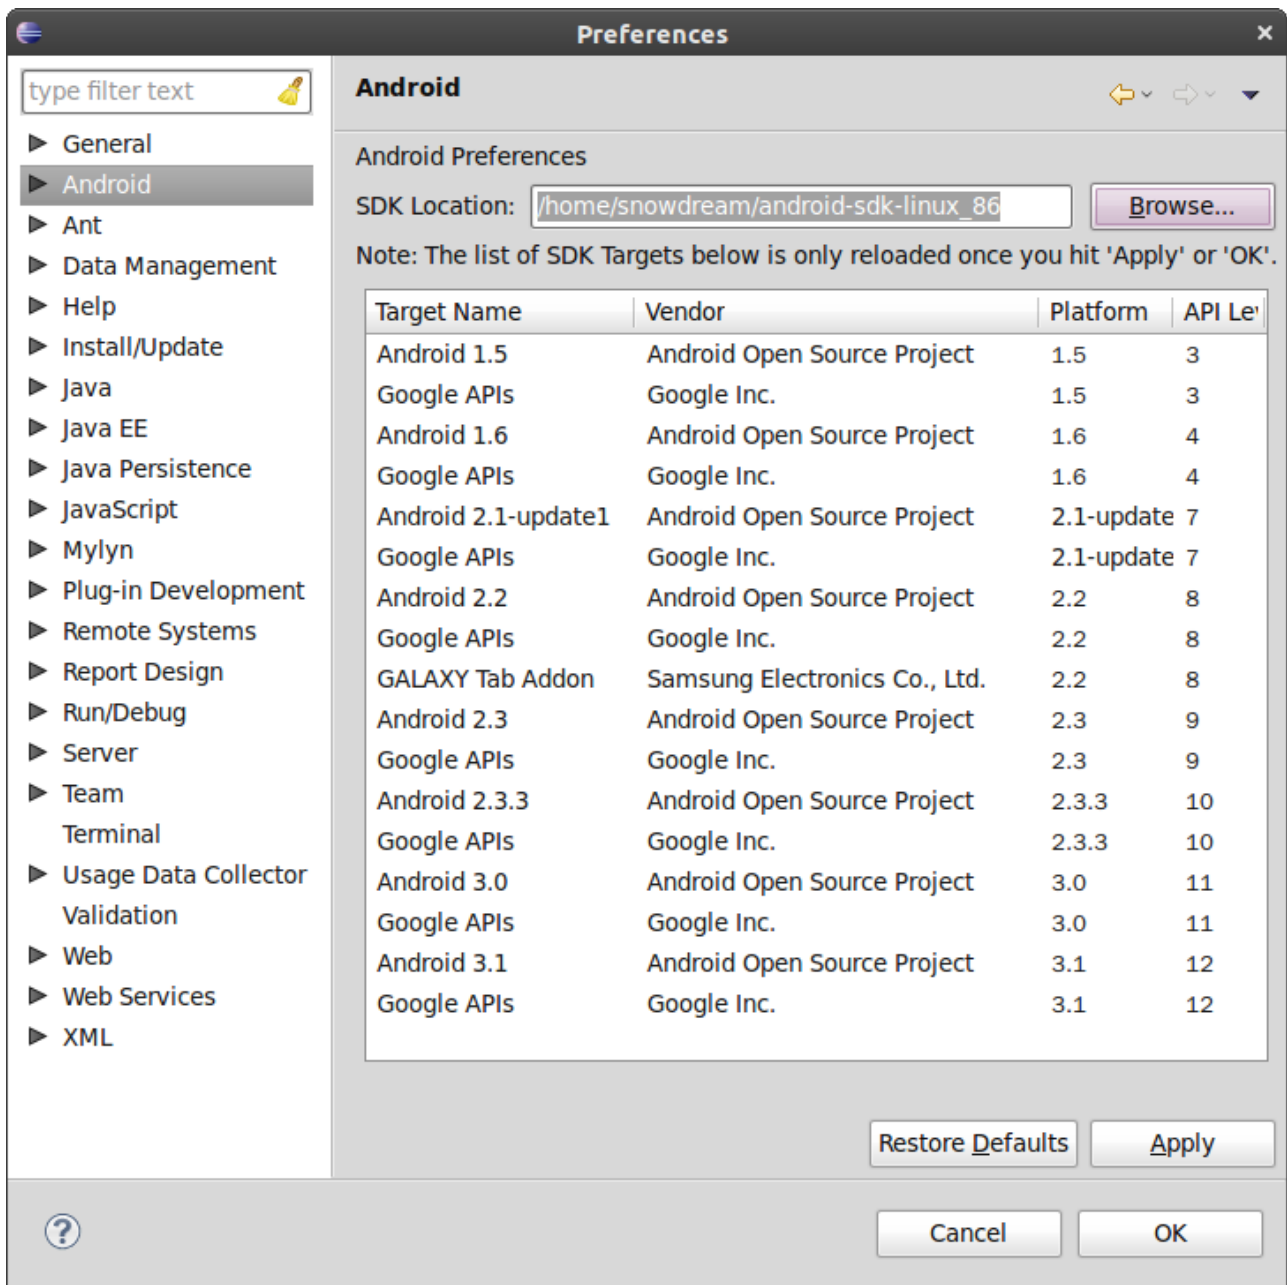 Preferences
type filter text
General
Android
Ant
Data Management
Help
Install/Update
Java
Java EE
Java Persistence
JavaScript
Mylyn
Plug-in Development
Remote Systems
Report Design
Run/Debug
Server
Team
Terminal
Usage Data Collector
Validation
Web
Web Services
XML
Android
Android Preferences
SDK Location: /home/snowdream/android-sdk-linux_86 Browse...
Note: The list of SDK Targets below is only reloaded once you hit 'Apply' or 'OK'.
Target Name Vendor Platform API Lev
Android 1.5 Android Open Source Project 1.5 3
Google APIs Google Inc. 1.5 3
Android 1.6 Android Open Source Project 1.6 4
Google APIs Google Inc. 1.6 4
Android 2.1-update1 Android Open Source Project 2.1-update 7
Google APIs Google Inc. 2.1-update 7
Android 2.2 Android Open Source Project 2.2 8
Google APIs Google Inc. 2.2 8
GALAXY Tab Addon Samsung Electronics Co., Ltd. 2.2 8
Android 2.3 Android Open Source Project 2.3 9
Google APIs Google Inc. 2.3 9
Android 2.3.3 Android Open Source Project 2.3.3 10
Google APIs Google Inc. 2.3.3 10
Android 3.0 Android Open Source Project 3.0 11
Google APIs Google Inc. 3.0 11
Android 3.1 Android Open Source Project 3.1 12
Google APIs Google Inc. 3.1 12
Restore Defaults Apply
Cancel OK